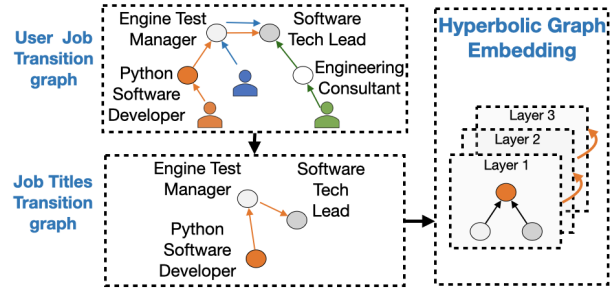 User Job
Transition
graph
Engine Test
Manager
Software
Tech Lead
Python
Software
Developer
Engineering
Consultant
Job Titles
Transition
graph
Engine Test
Manager
Software
Tech
Lead
Python
Software
Developer
Hyperbolic Graph
Embedding
Layer 3
Layer 2
Layer 1